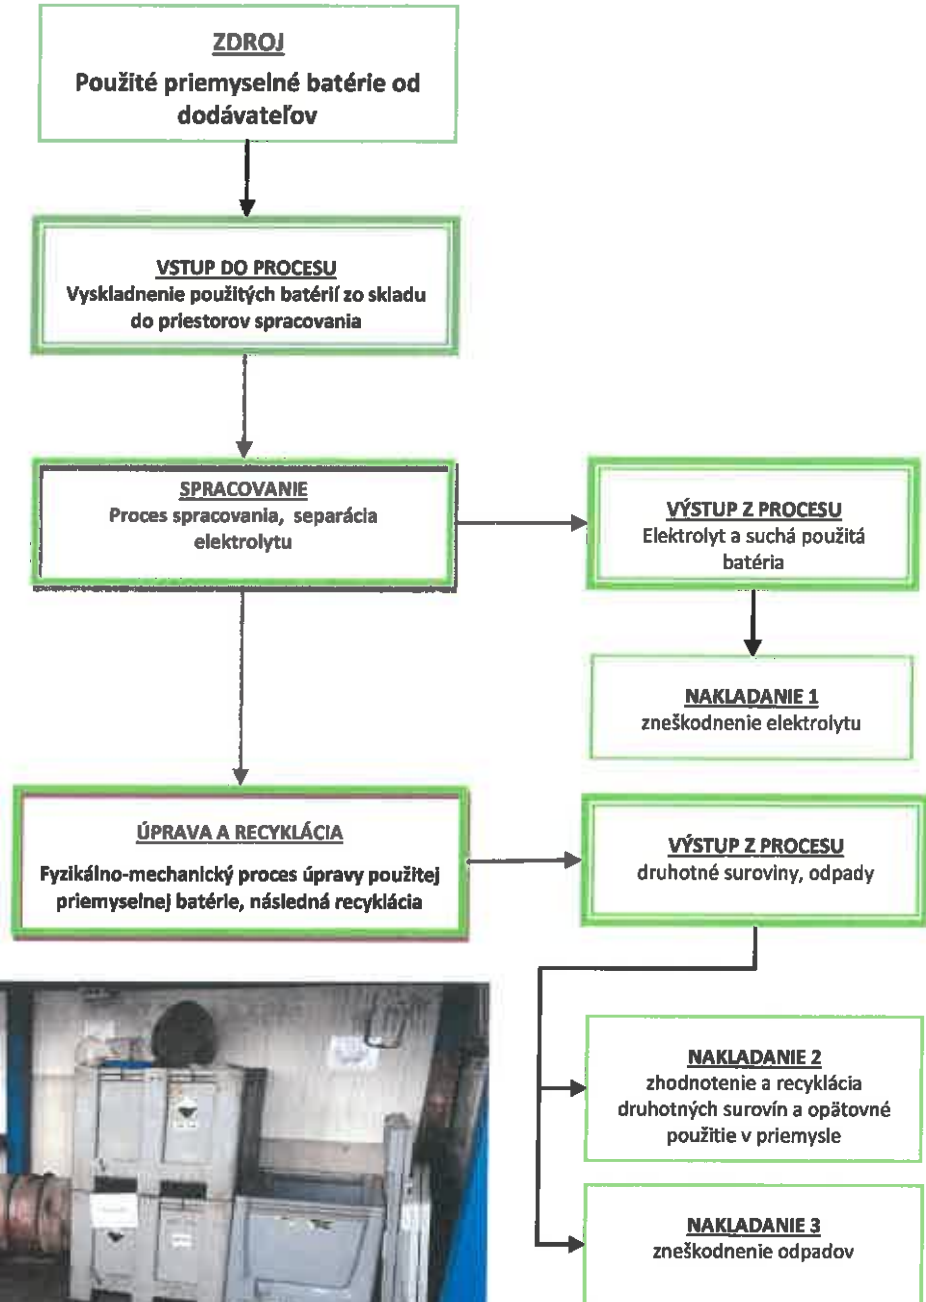 ZDROJ
Použité priemyselné batérie od
dodávateľov
VSTUP DO PROCESU
Vyskladnenie použitých batérií zo skladu
do priestorov spracovania
SPRACOVANIE
Proces spracovania, separácia
elektrolytu
VÝSTUP Z PROCESU
Elektrolyt a suchá použitá
batéria
NAKLADANIE 1
zneškodnenie elektrolytu
ÚPRAVA A RECYKLÁCIA
Fyzikálno-mechanický proces úpravy použitej
priemyselnej batérie, následná recyklácia
VÝSTUP Z PROCESU
druhotné suroviny, odpady
NAKLADANIE 2
zhodnotenie a recyklácia
druhotných surovín a opätovné
použitie v priemysle
NAKLADANIE 3
zneškodnenie odpadov